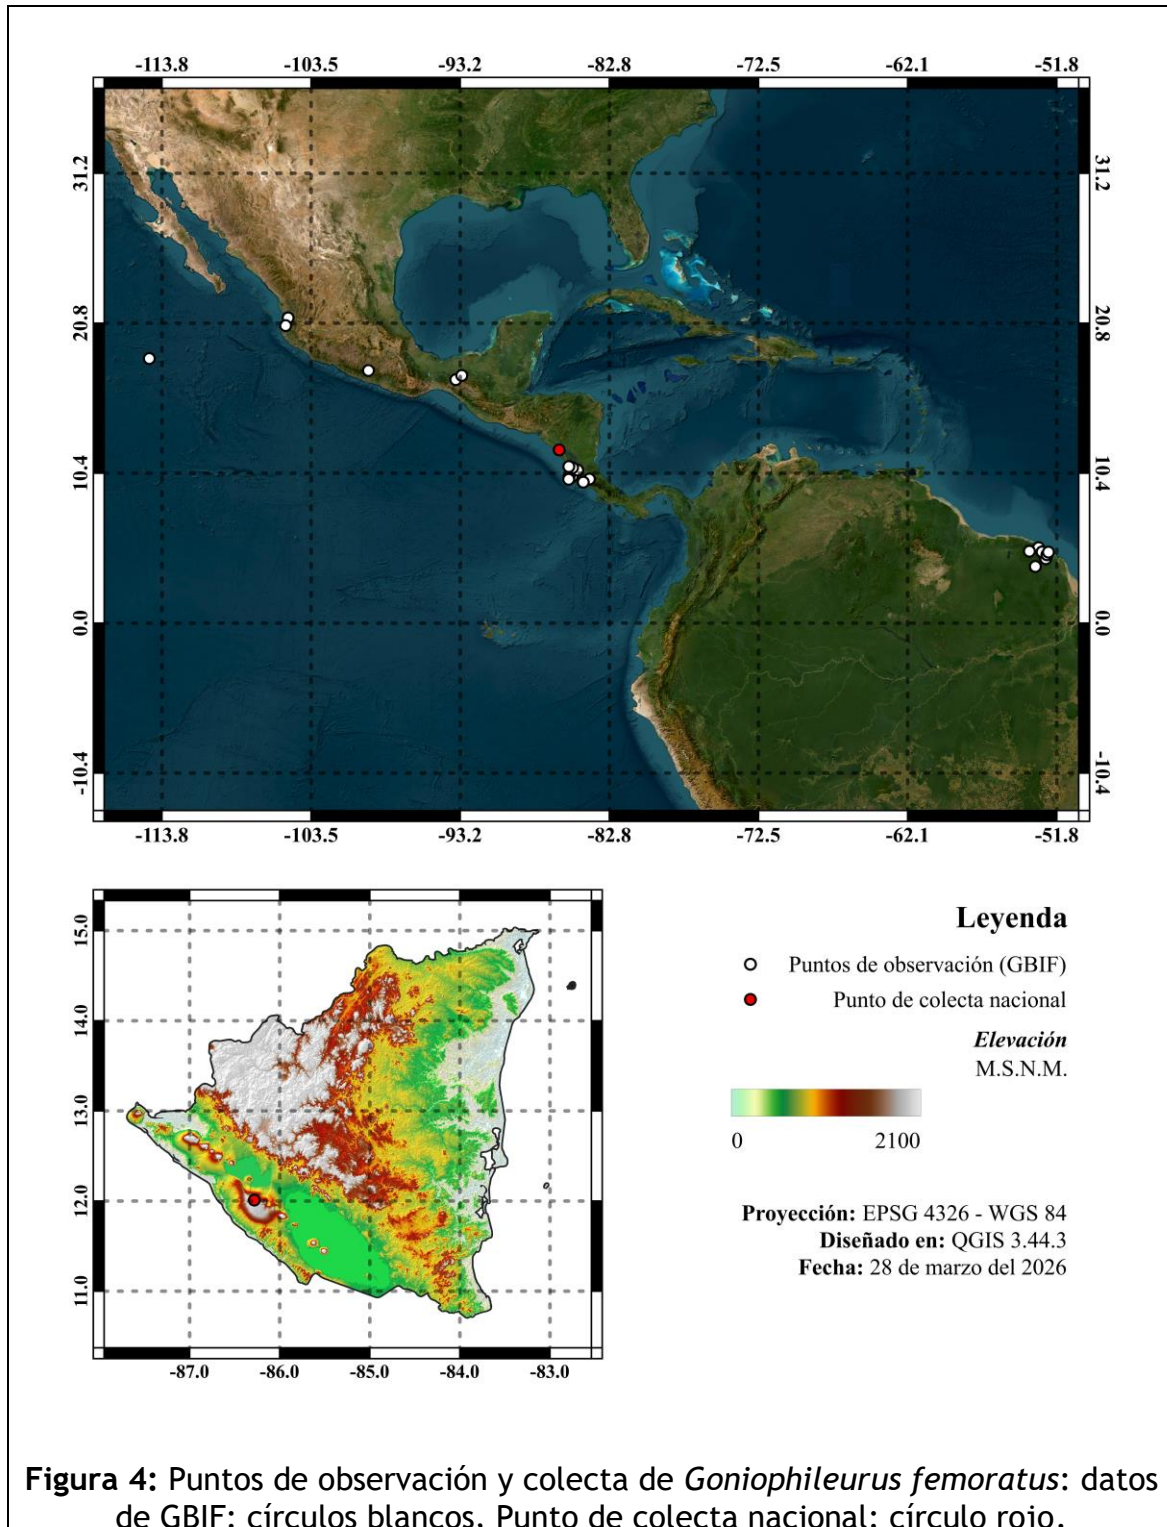 -113.8 -103.5 -93.2 -82.8 -72.5 -62.1 -51.8
31.2 31.2
20.8 20.8
10.4 10.4
0.0 0.0
-10.4 -10.4
-113.8 -103.5 -93.2 -82.8 -72.5 -62.1 -51.8
15.0
14.0
13.0
12.0
11.0
-87.0 -86.0 -85.0 -84.0 -83.0
Leyenda
Puntos de observación (GBIF)
Punto de colecta nacional
Elevación
M.S.N.M.
0 2100
Proyección: EPSG 4326 - WGS 84
Diseñado en: QGIS 3.44.3
Fecha: 28 de marzo del 2026
Figura 4: Puntos de observación y colecta de Goniophileurus femoratus: datos
de GBIF: círculos blancos. Punto de colecta nacional: círculo rojo.